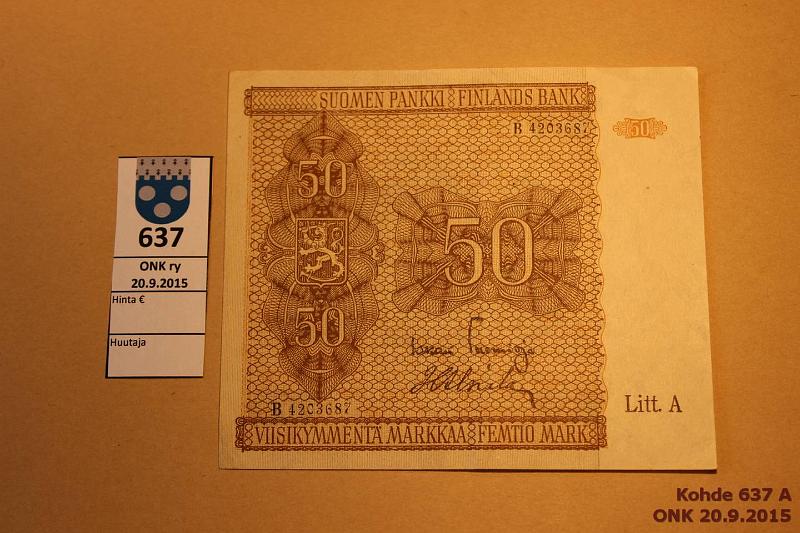 637
ONK ry
20.9.2015
Hinta €
Huutaja
SUOMEN PANKKI FINLANDS BANK
B 4203687
50
50
50
50
B 4203687
VIISIKYMMENTÄ MARKKAA FEMTIO MARK
Litt. A
Kohde 637 A
ONK 20.9.2015